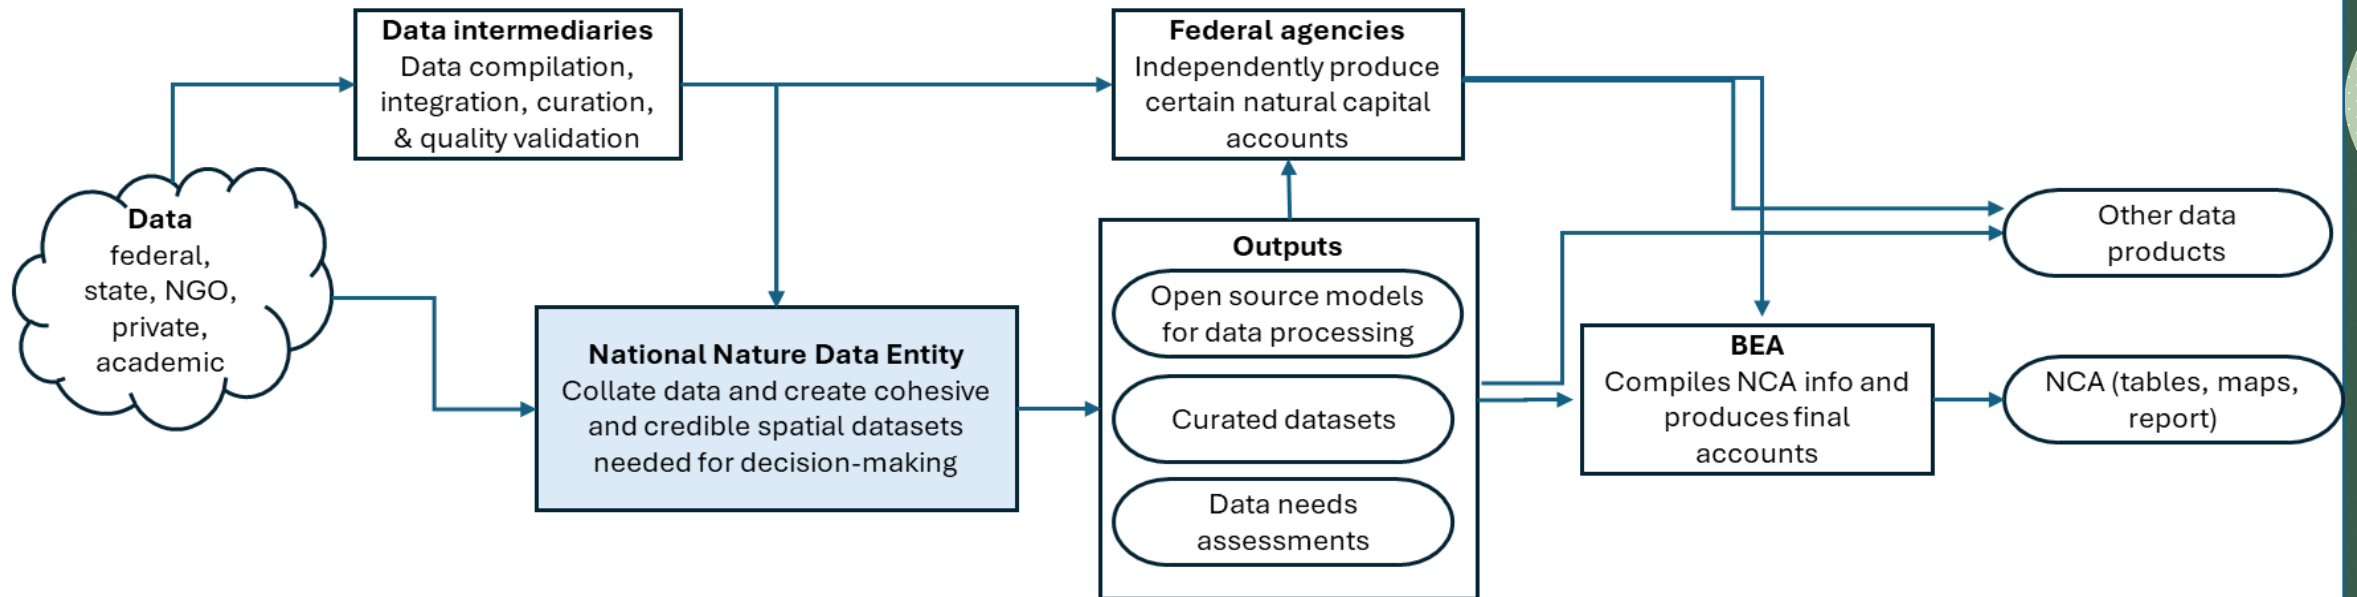 Data intermediaries
Data compilation,
integration, curation,
& quality validation
Federal agencies
Independently produce
certain natural capital
accounts
Data
federal,
state, NGO,
private,
academic
National Nature Data Entity
Collate data and create cohesive
and credible spatial datasets
needed for decision-making
Outputs
Open source models
for data processing
Curated datasets
Data needs
assessments
Other data
products
BEA
Compiles NCA info and
produces final
accounts
NCA (tables, maps,
report)